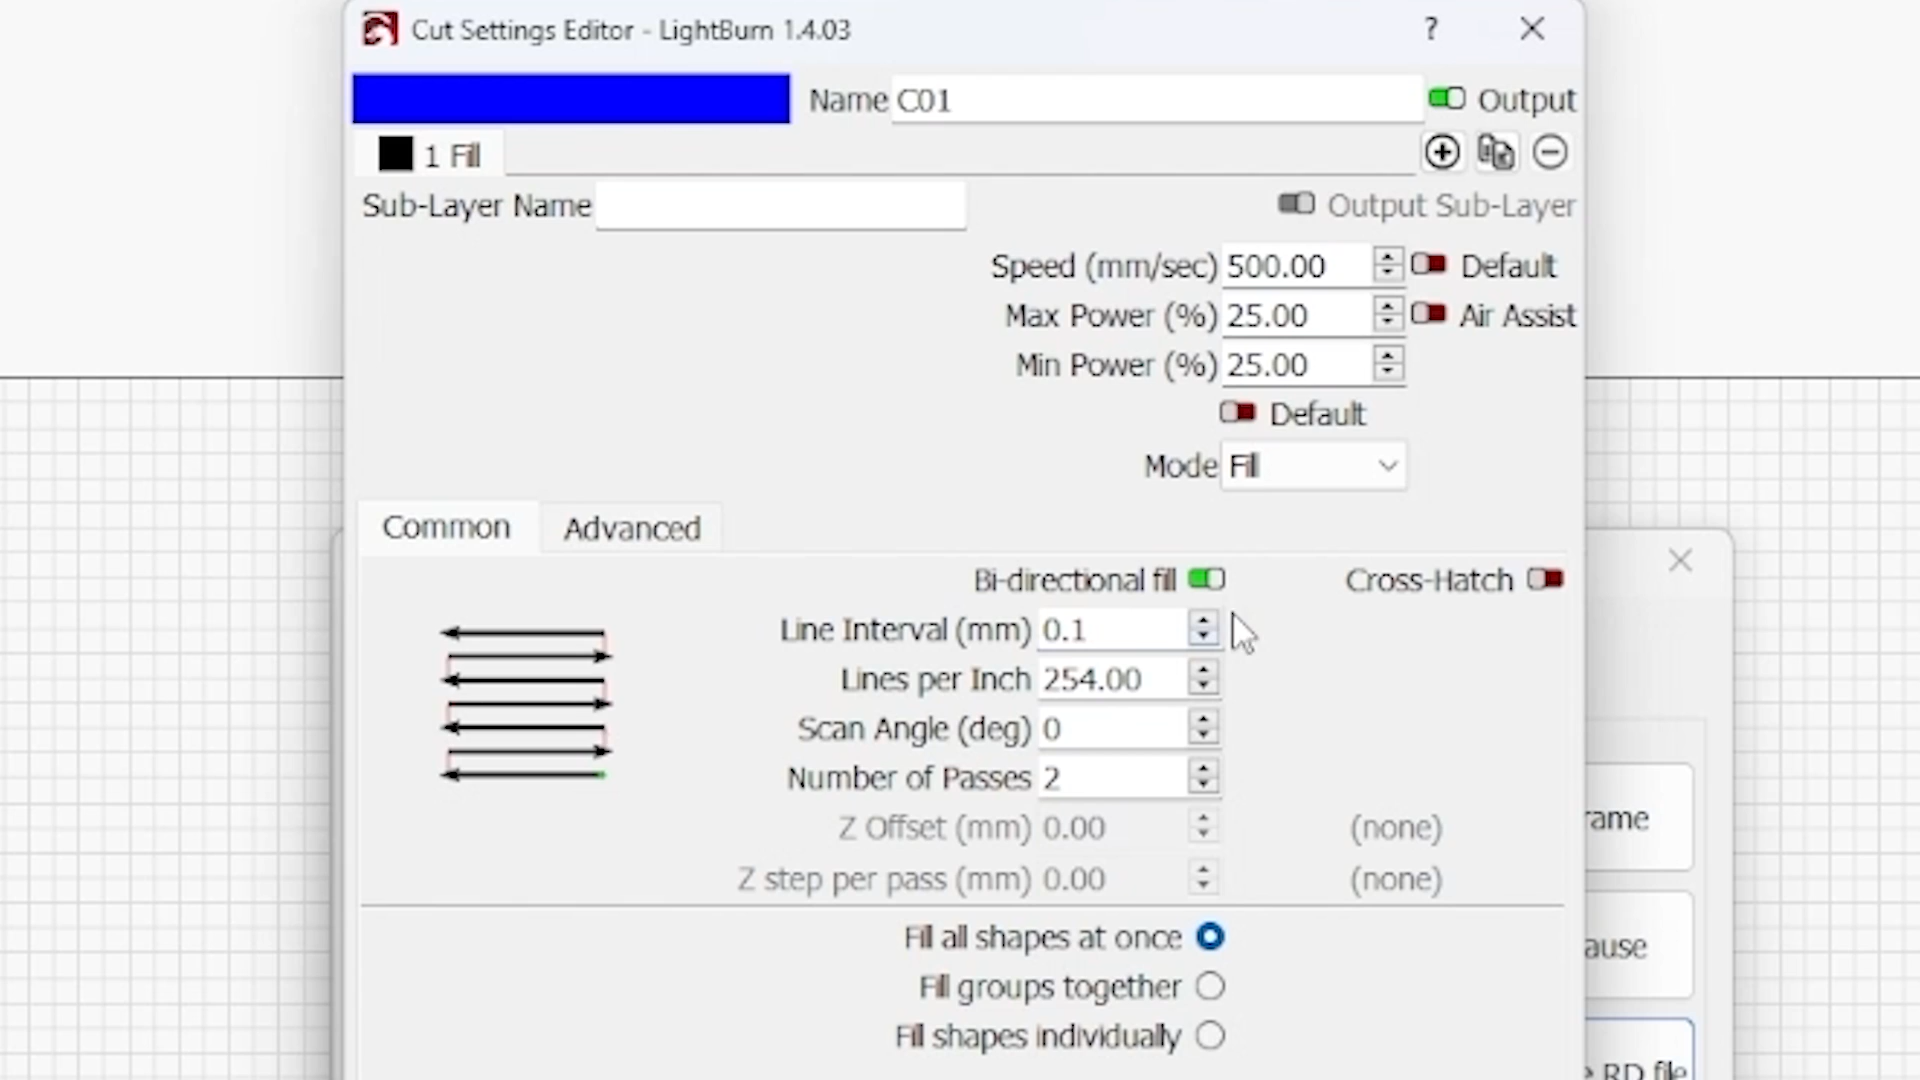 Cut Settings Editor - LightBurn 1.4.03
?
Name C01 Output
1 Fill
Sub-Layer Name Output Sub-Layer
Speed (mm/sec) 500.00 Default
Max Power (%) 25.00 Air Assist
Min Power (%) 25.00
Default
Mode Fill
Common Advanced
Bi-directional fill Cross-Hatch
Line Interval (mm) 0.1
Lines per Inch 254.00
Scan Angle (deg) 0
Number of Passes 2
rame
Z Offset (mm) 0.00 (none)
Z step per pass (mm) 0.00 (none)
Fill all shapes at once
ause
Fill groups together
Fill shapes individually
RD file